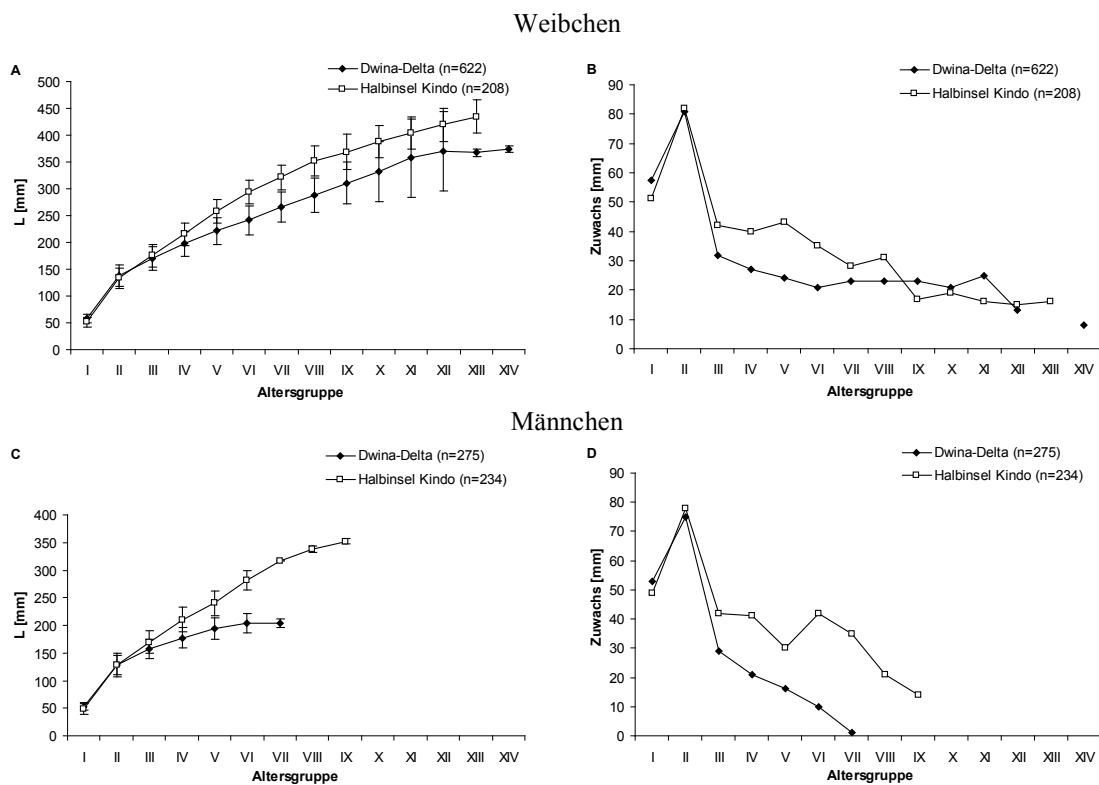 Weibchen
A
Dwina-Delta (n=622)
Halbinsel Kindo (n=208)
L [mm]
500
450
400
350
300
250
200
150
100
50
0
I II III IV V VI VII VIII IX X XI XII XIII XIV
Altersgruppe
B
Dwina-Delta (n=622)
Halbinsel Kindo (n=208)
Zuwachs [mm]
90
80
70
60
50
40
30
20
10
0
I II III IV V VI VII VIII IX X XI XII XIII XIV
Altersgruppe
Männchen
C
Dwina-Delta (n=275)
Halbinsel Kindo (n=234)
L [mm]
400
350
300
250
200
150
100
50
0
I II III IV V VI VII VIII IX X XI XII XIII XIV
Altersgruppe
D
Dwina-Delta (n=275)
Halbinsel Kindo (n=234)
Zuwachs [mm]
90
80
70
60
50
40
30
20
10
0
I II III IV V VI VII VIII IX X XI XII XIII XIV
Altersgruppe